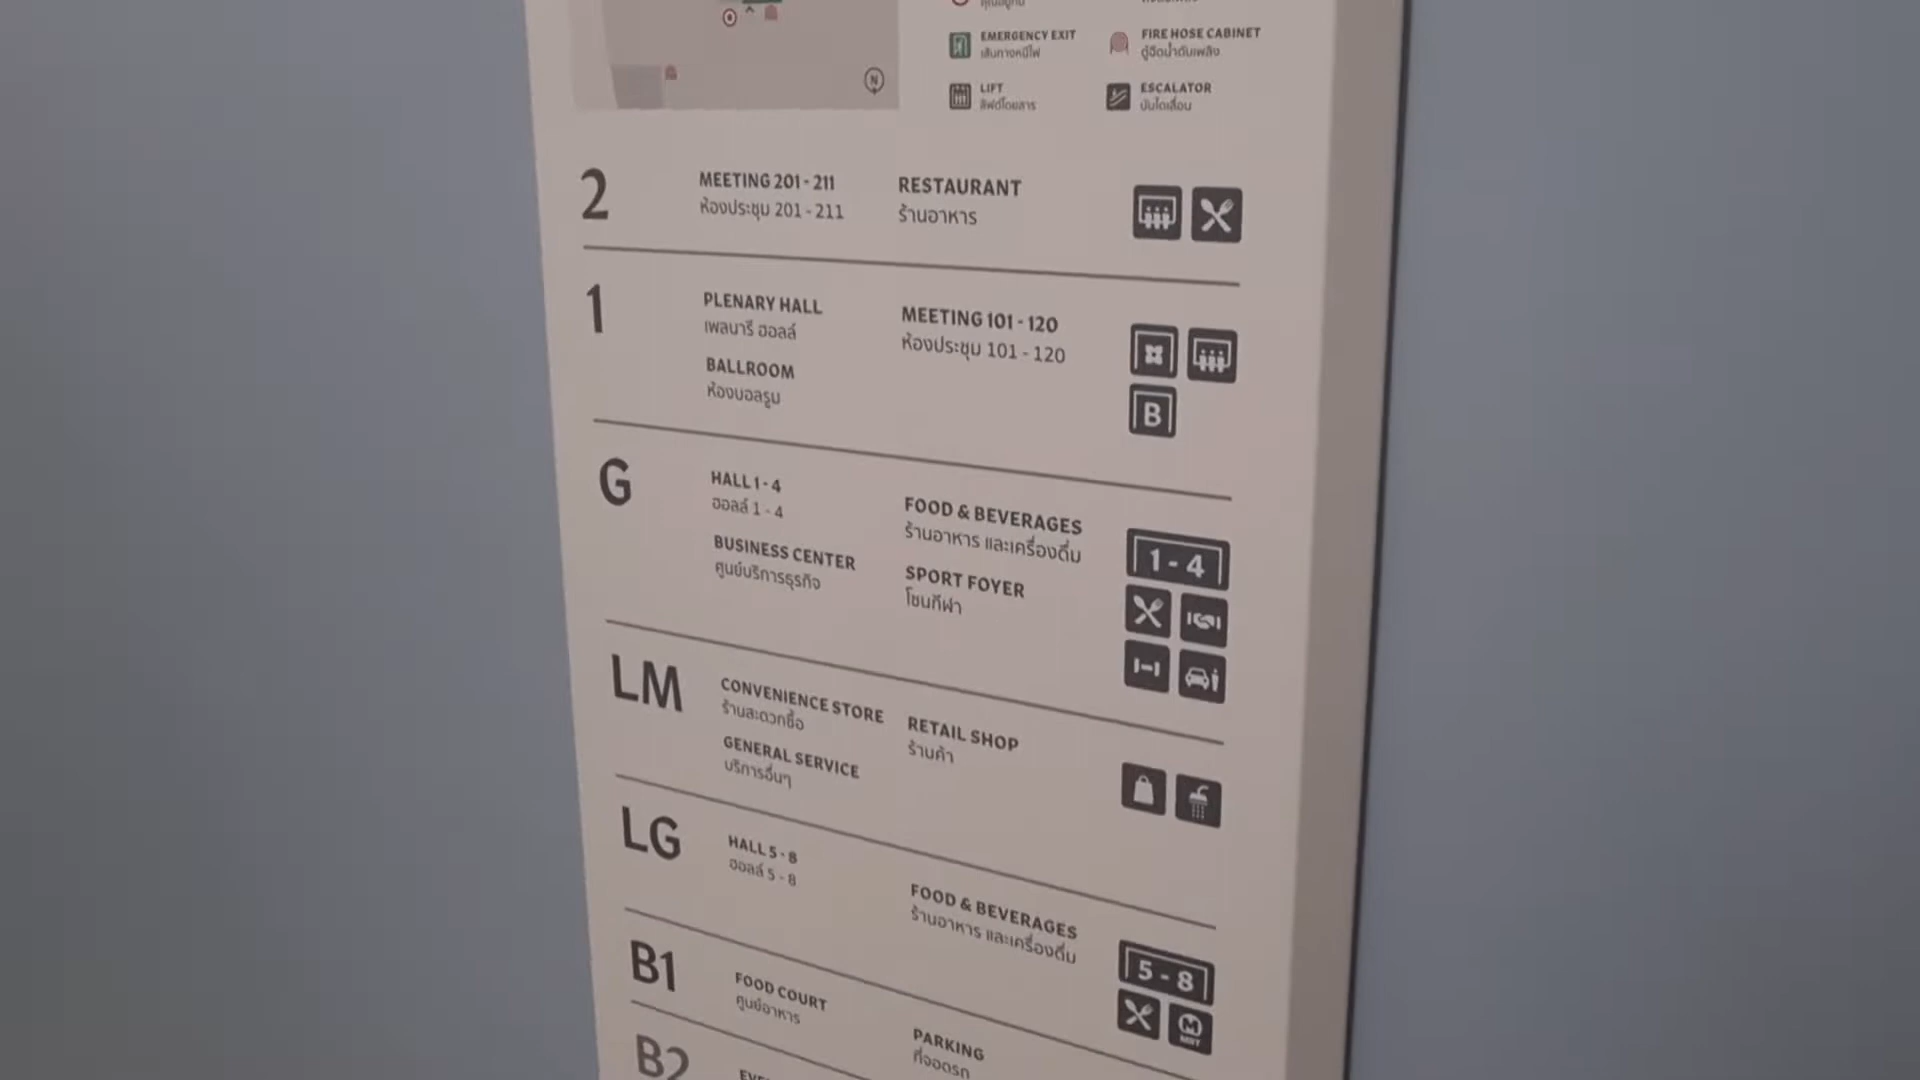 N
EMERGENCY EXIT
เส้นทางหนีไฟ
FIRE HOSE CABINET
ตู้ฉีดน้ำดับเพลิง
LIFT
ลิฟต์โดยสาร
ESCALATOR
บันไดเลื่อน
2
MEETING 201 - 211
ห้องประชุม 201 - 211
RESTAURANT
ร้านอาหาร
1
PLENARY HALL
เพลนารี ฮอลล์
BALLROOM
ห้องบอลรูม
MEETING 101 - 120
ห้องประชุม 101 - 120
B
G
HALL 1 - 4
ฮอลล์ 1 - 4
BUSINESS CENTER
ศูนย์บริการธุรกิจ
FOOD & BEVERAGES
ร้านอาหาร และเครื่องดื่ม
SPORT FOYER
โซนกีฬา
1 - 4
LM
CONVENIENCE STORE
ร้านสะดวกซื้อ
GENERAL SERVICE
บริการอื่นๆ
RETAIL SHOP
ร้านค้า
LG
HALL 5 - 8
ฮอลล์ 5 - 8
FOOD & BEVERAGES
ร้านอาหาร และเครื่องดื่ม
5 - 8
M
MRT
B1
FOOD COURT
ศูนย์อาหาร
PARKING
ที่จอดรถ
B2